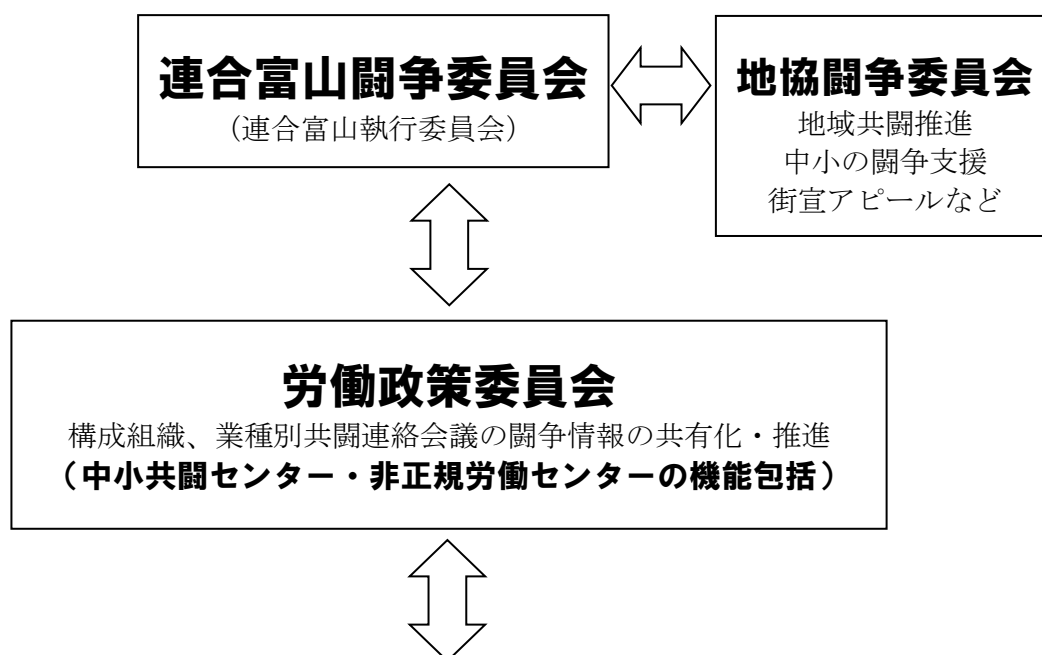 連合富山闘争委員会
（連合富山執行委員会）
地協闘争委員会
地域共闘推進
中小の闘争支援
街宣アピールなど
労働政策委員会
構成組織、業種別共闘連絡会議の闘争情報の共有化・推進
（中小共闘センター・非正規労働センターの機能包括）